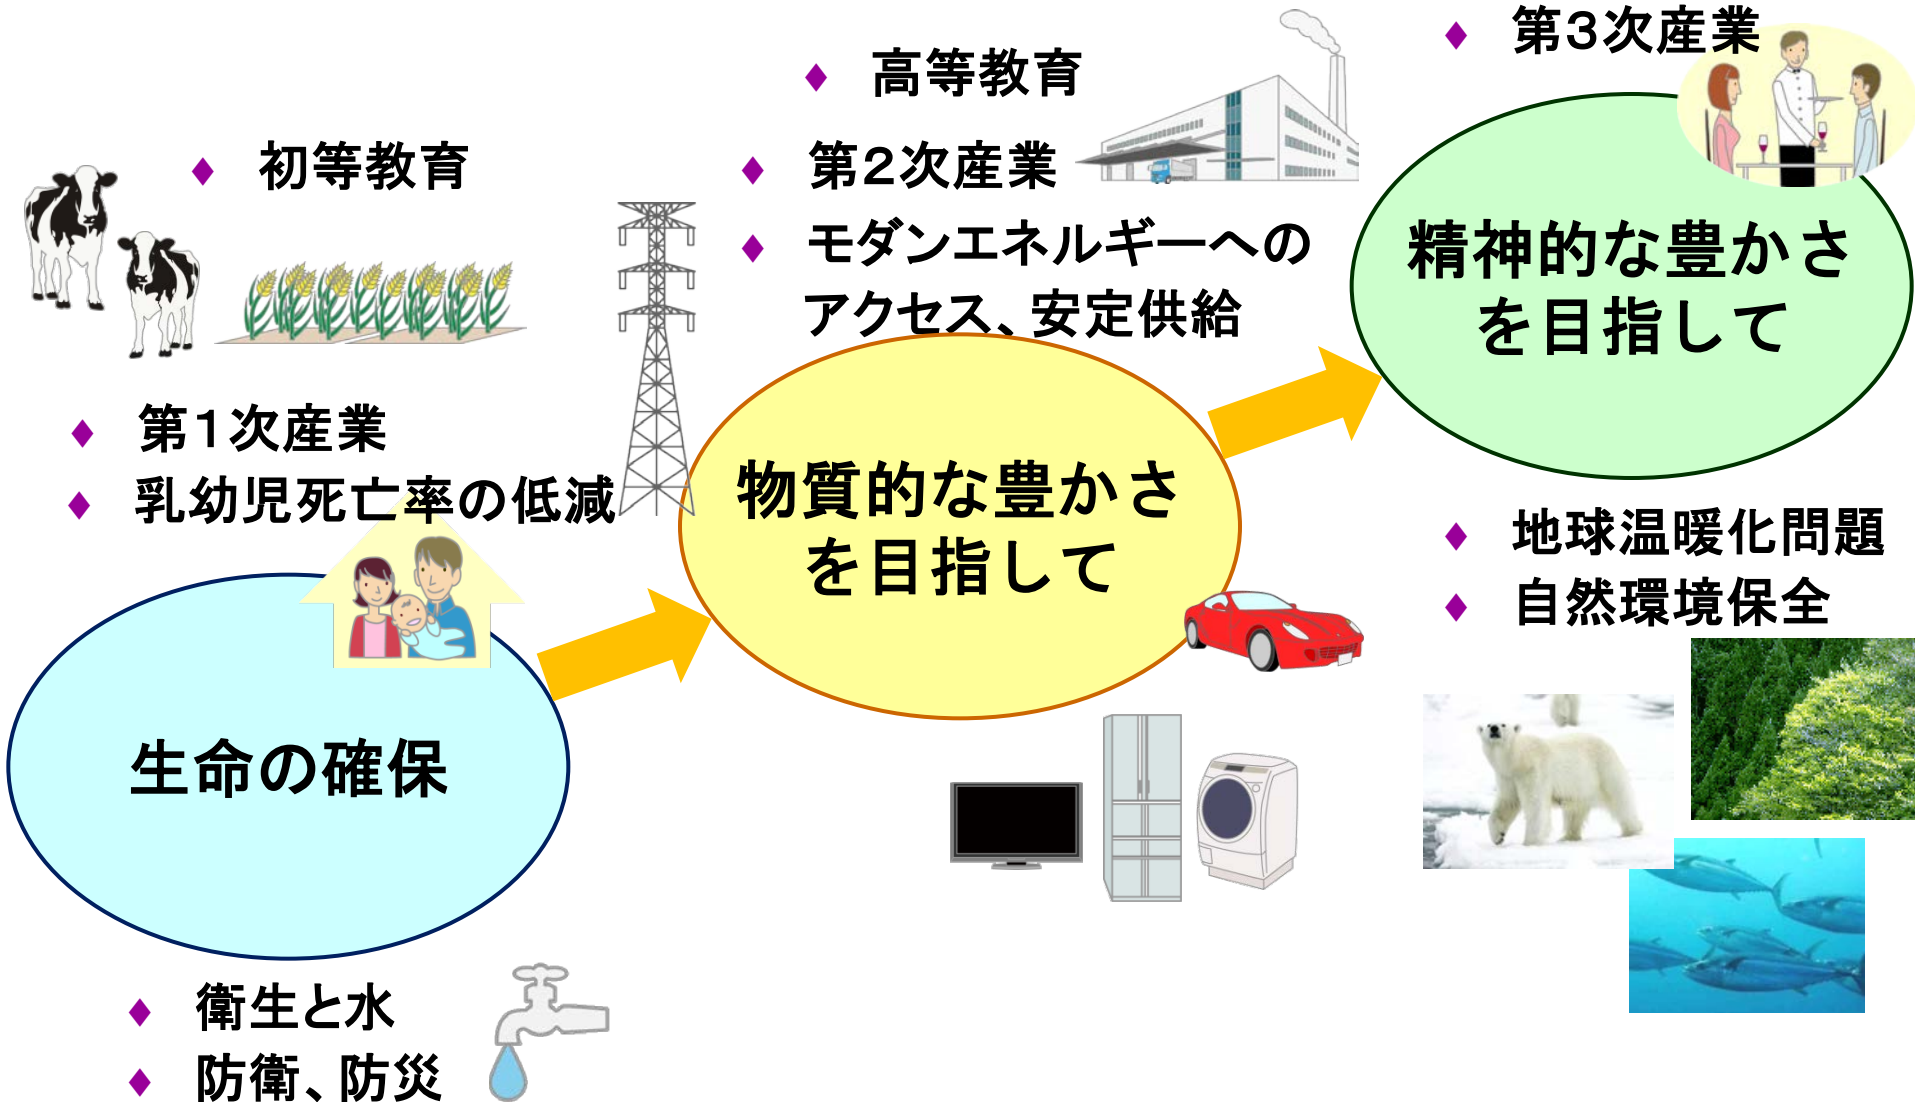 初等教育
第１次産業
乳幼児死亡率の低減
生命の確保
衛生と水
防衛、防災
高等教育
第２次産業
モダンエネルギーへの
アクセス、安定供給
物質的な豊かさ
を目指して
第３次産業
精神的な豊かさ
を目指して
地球温暖化問題
自然環境保全